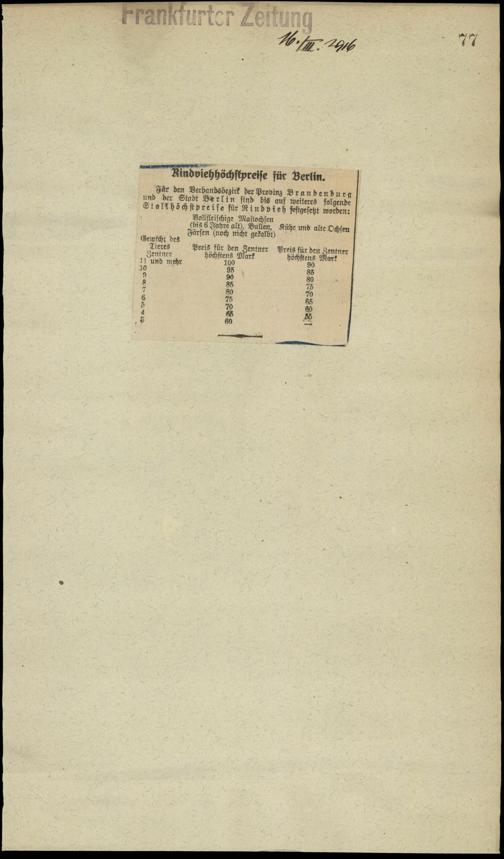 Frankfurter Zeitung
16./III. 1916
77
Rindviehhöchstpreise für Berlin.
Für den Verbandsbezirk der Provinz Brandenburg
und der Stadt Berlin sind bis auf weiteres folgende
Stallhöchstpreise für Rindvieh festgesetzt worden:
Vollfleischige Mastochsen
(bis 6 Jahre alt), Bullen, Kühe und alte Ochsen
Färsen (noch nicht gekalbt)
Gewicht des
Tieres Preis für den Zentner Preis für den Zentner
Zentner höchstens Mark höchstens Mark
11 und mehr 100 90
10 95 85
9 90 80
8 85 75
7 80 70
6 75 65
5 70 60
4 65 55
3 60 —